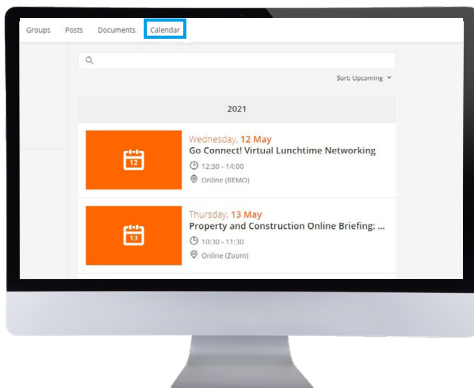 Groups Posts Documents Calendar
Sort: Upcoming
2021
12
Wednesday, 12 May
Go Connect! Virtual Lunchtime Networking
12:30 - 14:00
Online (REMO)
13
Thursday, 13 May
Property and Construction Online Briefing: ...
10:30 - 11:30
Online (Zoom)